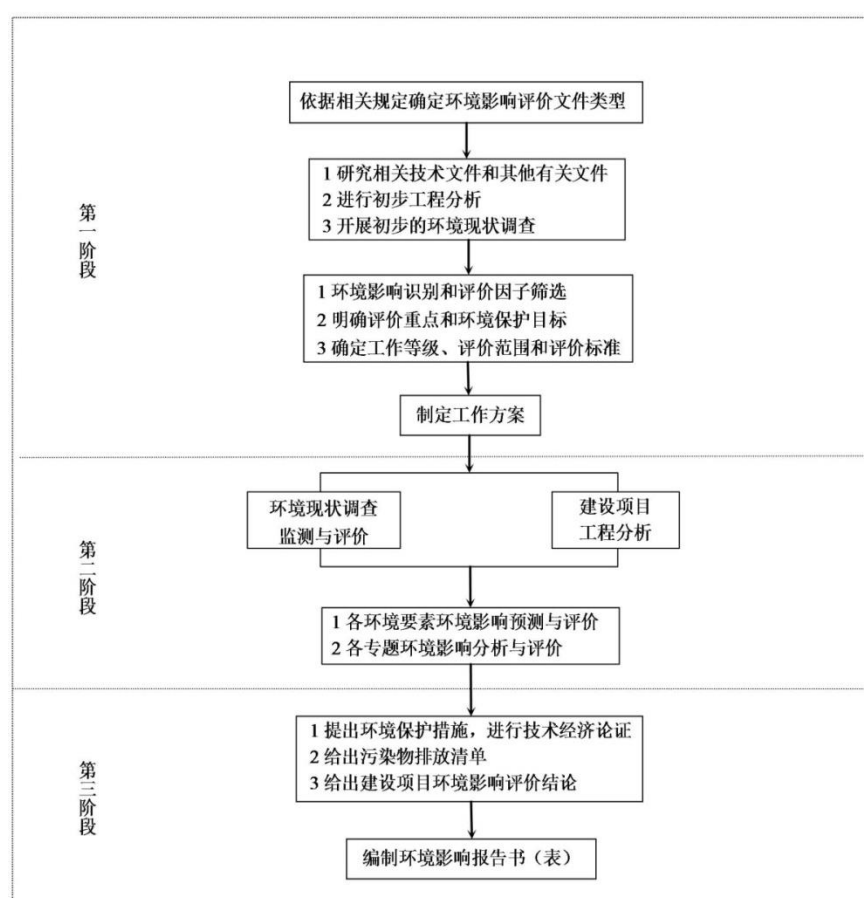 依据相关规定确定环境影响评价文件类型
1 研究相关技术文件和其他有关文件
2 进行初步工程分析
3 开展初步的环境现状调查
第一阶段
1 环境影响识别和评价因子筛选
2 明确评价重点和环境保护目标
3 确定工作等级、评价范围和评价标准
制定工作方案
环境现状调查
监测与评价
建设项目
工程分析
第二阶段
1 各环境要素环境影响预测与评价
2 各专题环境影响分析与评价
1 提出环境保护措施，进行技术经济论证
2 给出污染物排放清单
3 给出建设项目环境影响评价结论
第三阶段
编制环境影响报告书（表）